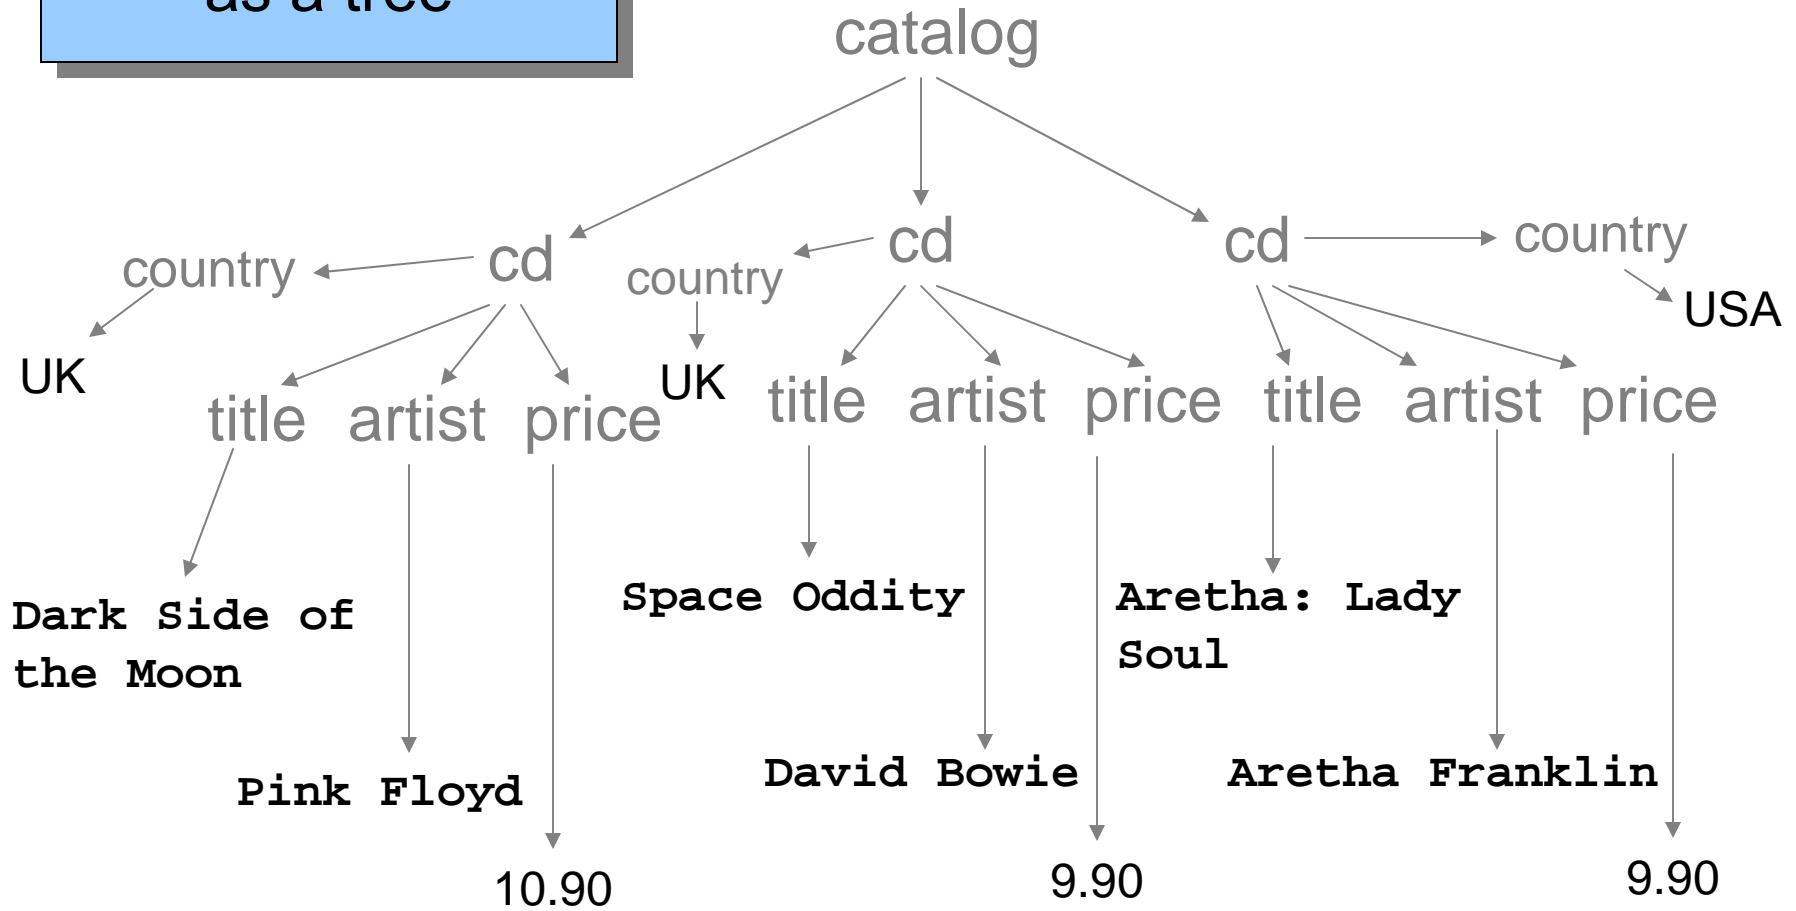 as a tree
catalog
cd
cd
cd
country
country
country
UK
UK
USA
title artist price
title artist price
title artist price
Dark Side of
the Moon
Space Oddity
Aretha: Lady
Soul
Pink Floyd
David Bowie
Aretha Franklin
10.90
9.90
9.90